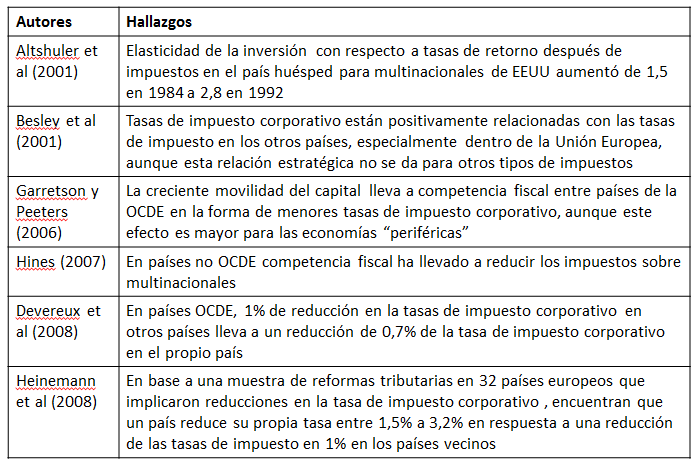 Autores Hallazgos
Altshuler et
al (2001)
Elasticidad de la inversión con respecto a tasas de retorno después de
impuestos en el país huésped para multinacionales de EEUU aumentó de 1,5
en 1984 a 2,8 en 1992
Besley et al
(2001)
Tasas de impuesto corporativo están positivamente relacionadas con las tasas
de impuesto en los otros países, especialmente dentro de la Unión Europea,
aunque esta relación estratégica no se da para otros tipos de impuestos
Garretson y
Peeters
(2006)
La creciente movilidad del capital lleva a competencia fiscal entre países de la
OCDE en la forma de menores tasas de impuesto corporativo, aunque este
efecto es mayor para las economías “periféricas”
Hines (2007)
En países no OCDE competencia fiscal ha llevado a reducir los impuestos sobre
multinacionales
Devereux et
al (2008)
En países OCDE, 1% de reducción en la tasas de impuesto corporativo en
otros países lleva a un reducción de 0,7% de la tasa de impuesto corporativo
en el propio país
Heinemann
et al (2008)
En base a una muestra de reformas tributarias en 32 países europeos que
implicaron reducciones en la tasa de impuesto corporativo , encuentran que
un país reduce su propia tasa entre 1,5% a 3,2% en respuesta a una reducción
de las tasas de impuesto en 1% en los países vecinos